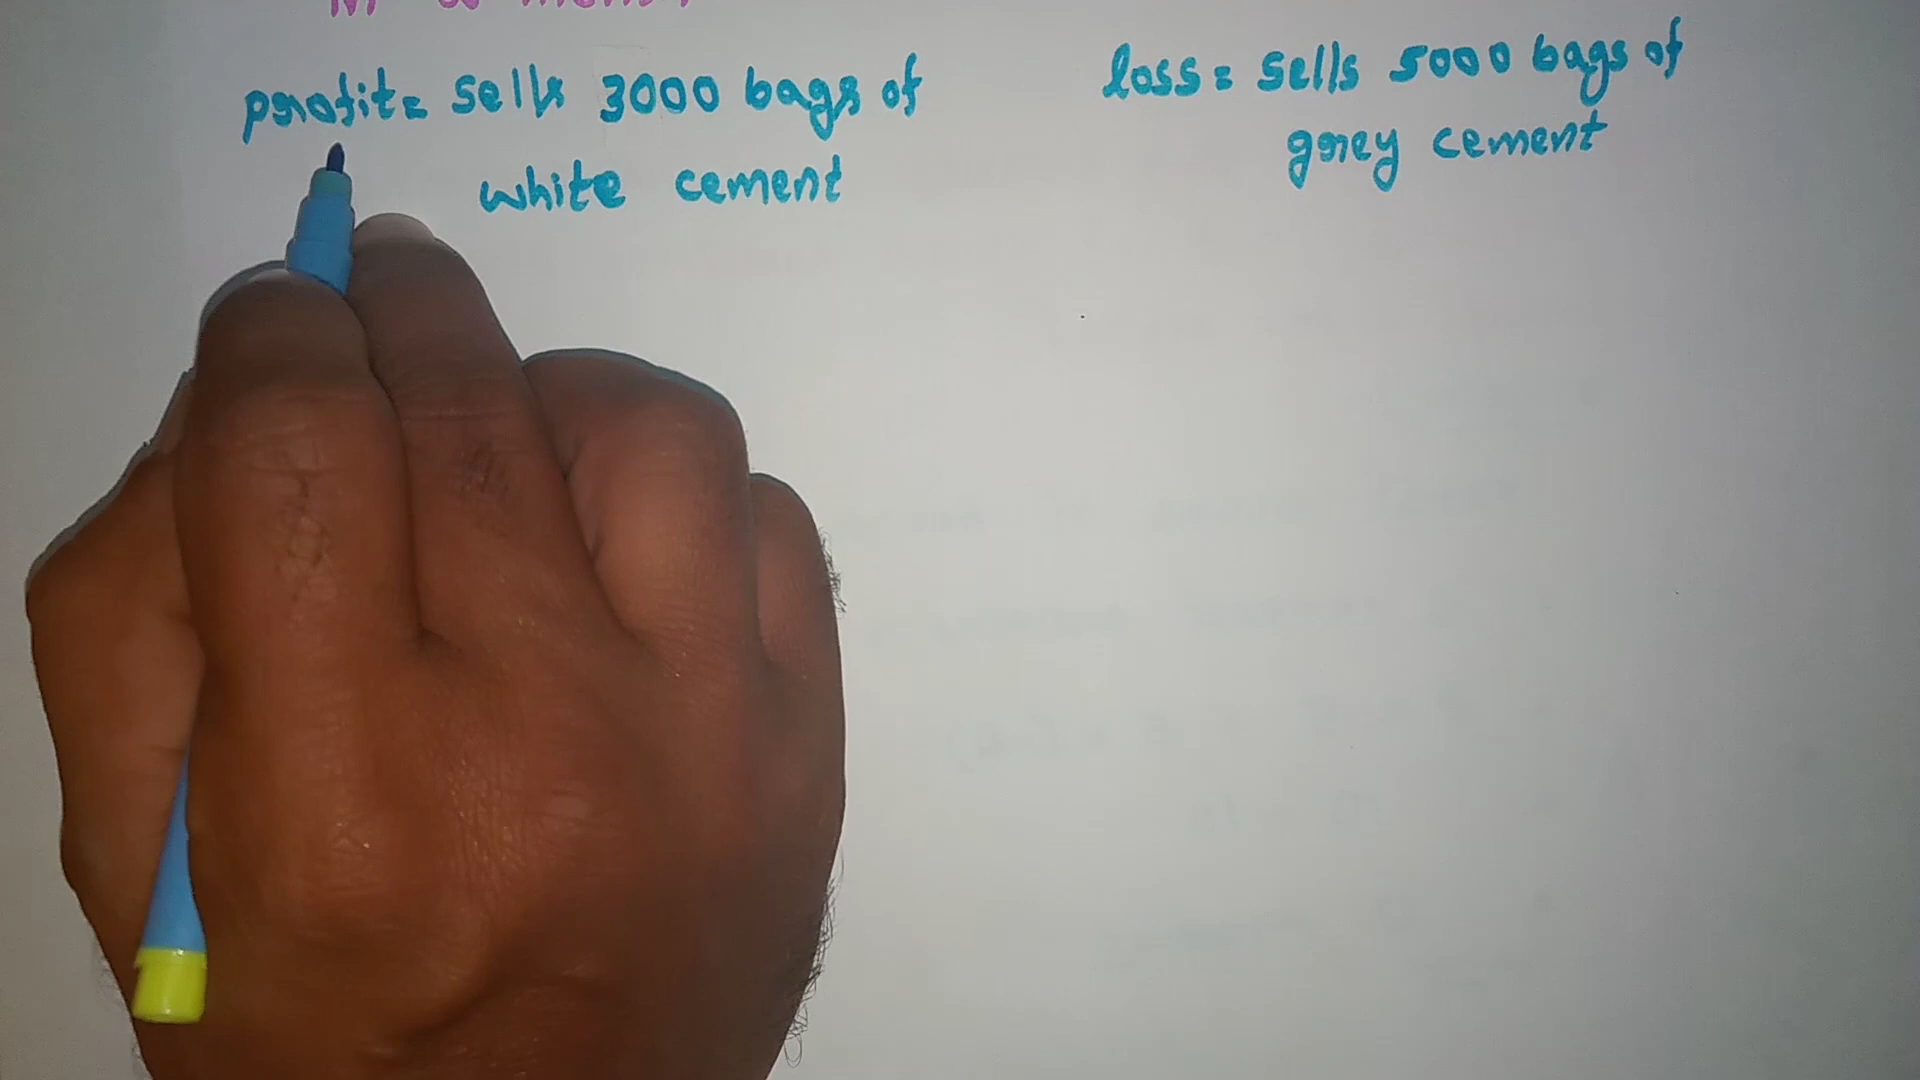 profit= sells 3000 bags of
white cement
loss= sells 5000 bags of
grey cement